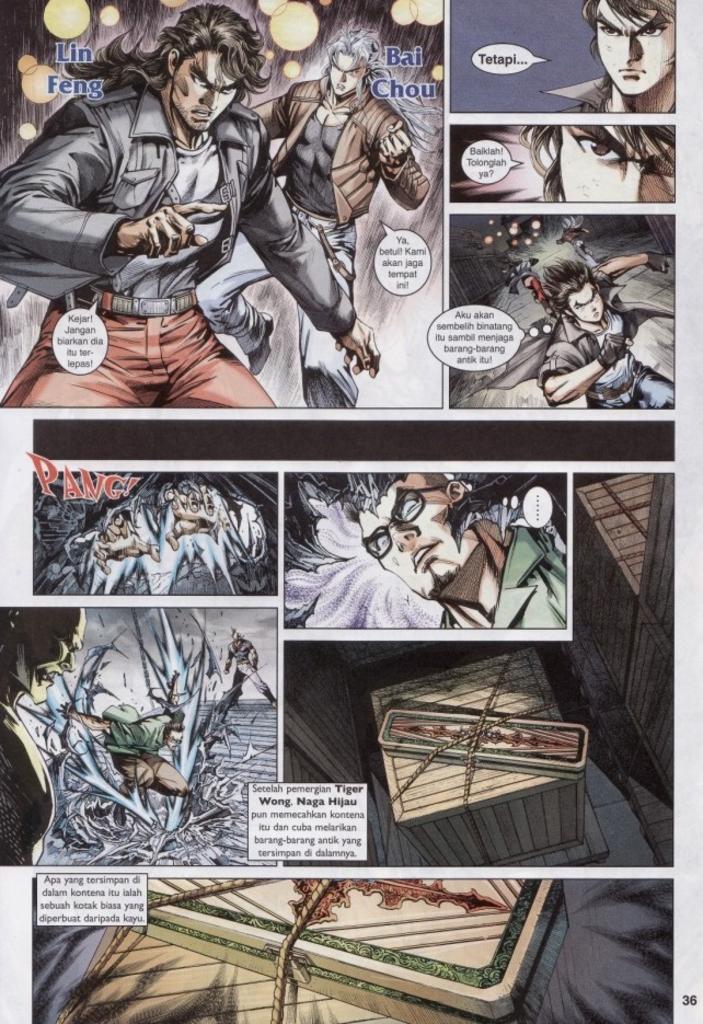 Lin
Feng
Bai
Chou
Ya,
betul! Kami
akan jaga
tempat
ini!
Kejar!
Jangan
biarkan dia
itu ter-
lepas!
Tetapi...
Baiklah!
Tolonglah
ya?
Aku akan
sembelih binatang
itu sambil menjaga
barang-barang
antik itu!
PANG!
......
Setelah pemergian Tiger
Wong, Naga Hijau
pun memecahkan kontena
itu dan cuba melarikan
barang-barang antik yang
tersimpan di dalamnya.
Apa yang tersimpan di
dalam kontena itu ialah
sebuah kotak biasa yang
diperbuat daripada kayu.
36